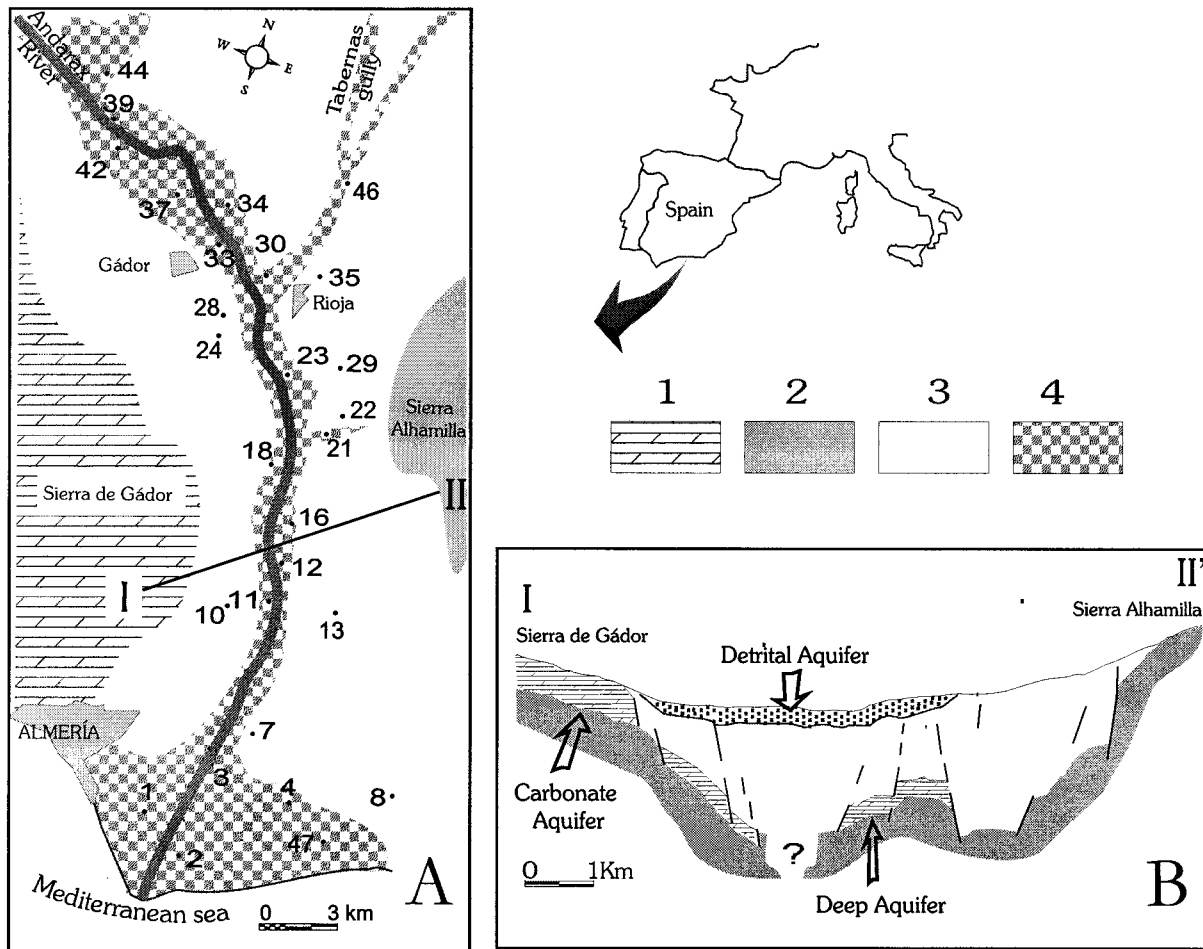 Andarax
River
N
W
E
S
Tabernas
gully
44
39
42
37
34
46
33
30
Gádor
35
Rioja
28
24
23
29
22
21
Sierra
Alhamilla
18
Sierra de Gádor
II
16
12
I
10
11
13
ALMERÍA
7
3
4
8
1
2
47
Mediterranean sea
0 3 km
A
Spain
1 2 3 4
I
II'
Sierra de Gádor
Sierra Alhamilla
Detrital Aquifer
Carbonate
Aquifer
?
0 1Km
Deep Aquifer
B